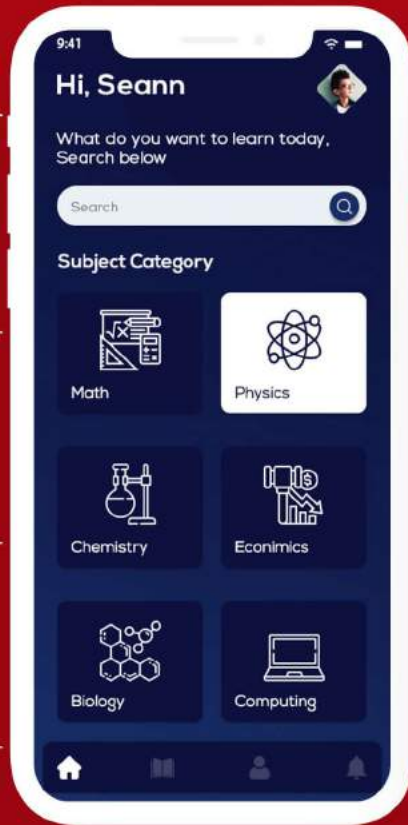 9:41
Hi, Seann
What do you want to learn today,
Search below
Search
Subject Category
Math
Physics
Chemistry
Econimics
Biology
Computing